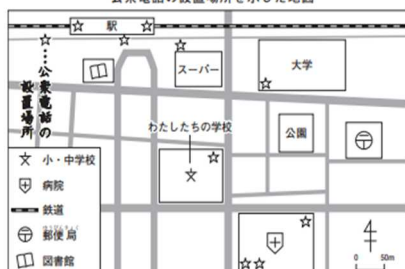 公衆電話の設置場所を示した地図
駅
☆…公衆電話の
設置場所
スーパー
大学
わたしたちの学校
公園
小・中学校
病院
鉄道
郵便局
図書館
0 50m